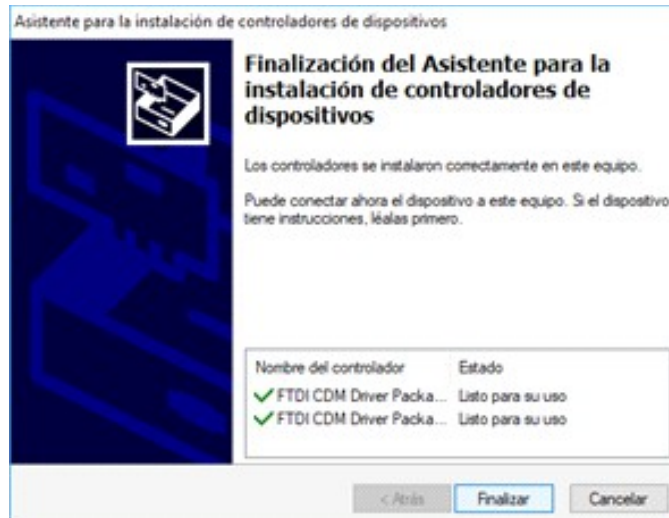 Asistente para la instalación de controladores de dispositivos
Finalización del Asistente para la
instalación de controladores de
dispositivos
Los controladores se instalaron correctamente en este equipo.
Puede conectar ahora el dispositivo a este equipo. Si el dispositivo
tiene instrucciones, léalas primero.
Nombre del controlador Estado
FTDI CDM Driver Packa... Listo para su uso
FTDI CDM Driver Packa... Listo para su uso
< Atrás Finalizar Cancelar